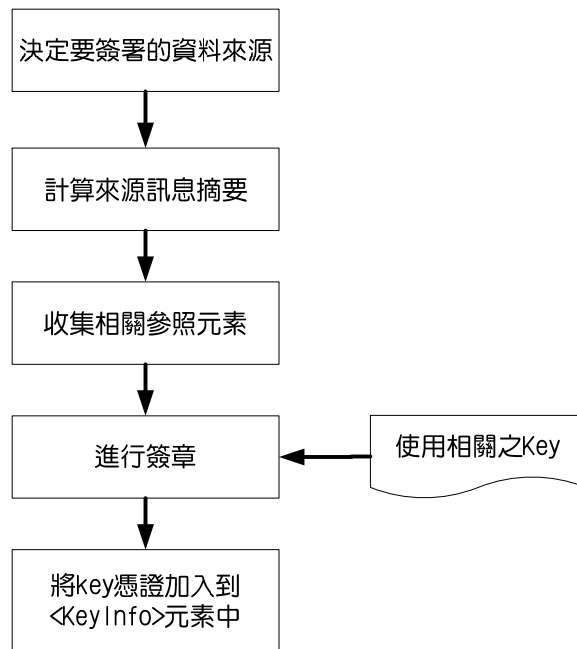 決定要簽署的資料來源
計算來源訊息摘要
收集相關參照元素
進行簽章
使用相關之Key
將key憑證加入到
<KeyInfo>元素中